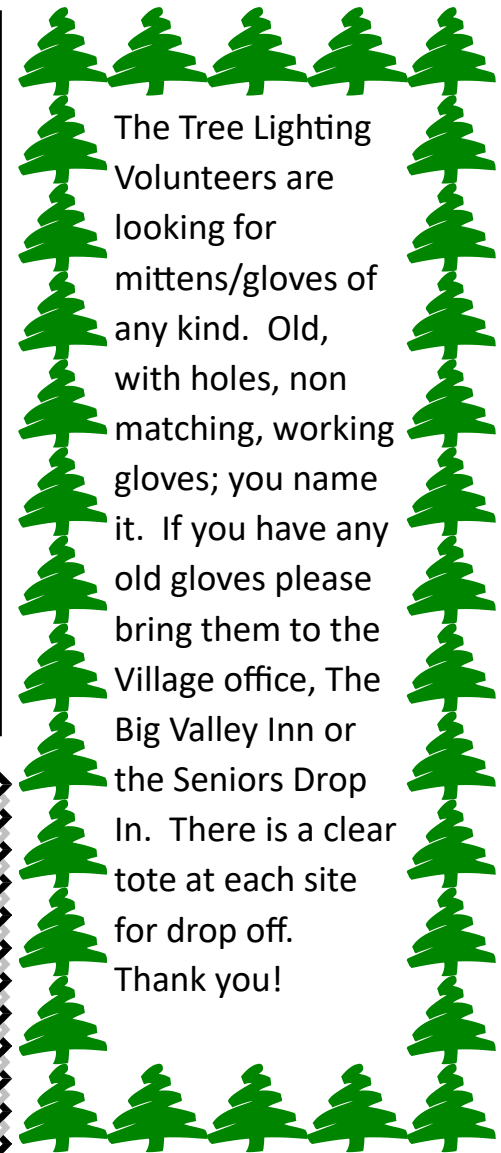 The Tree Lighting
Volunteers are
looking for
mittens/gloves of
any kind.  Old,
with holes, non
matching, working
gloves; you name
it.  If you have any
old gloves please
bring them to the
Village office, The
Big Valley Inn or
the Seniors Drop
In.  There is a clear
tote at each site
for drop off.
Thank you!